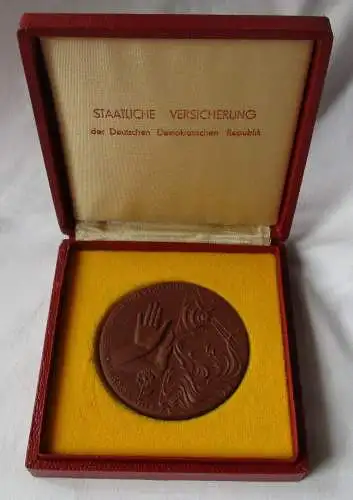 STAATLICHE VERSICHERUNG
der Deutschen Demokratischen Republik